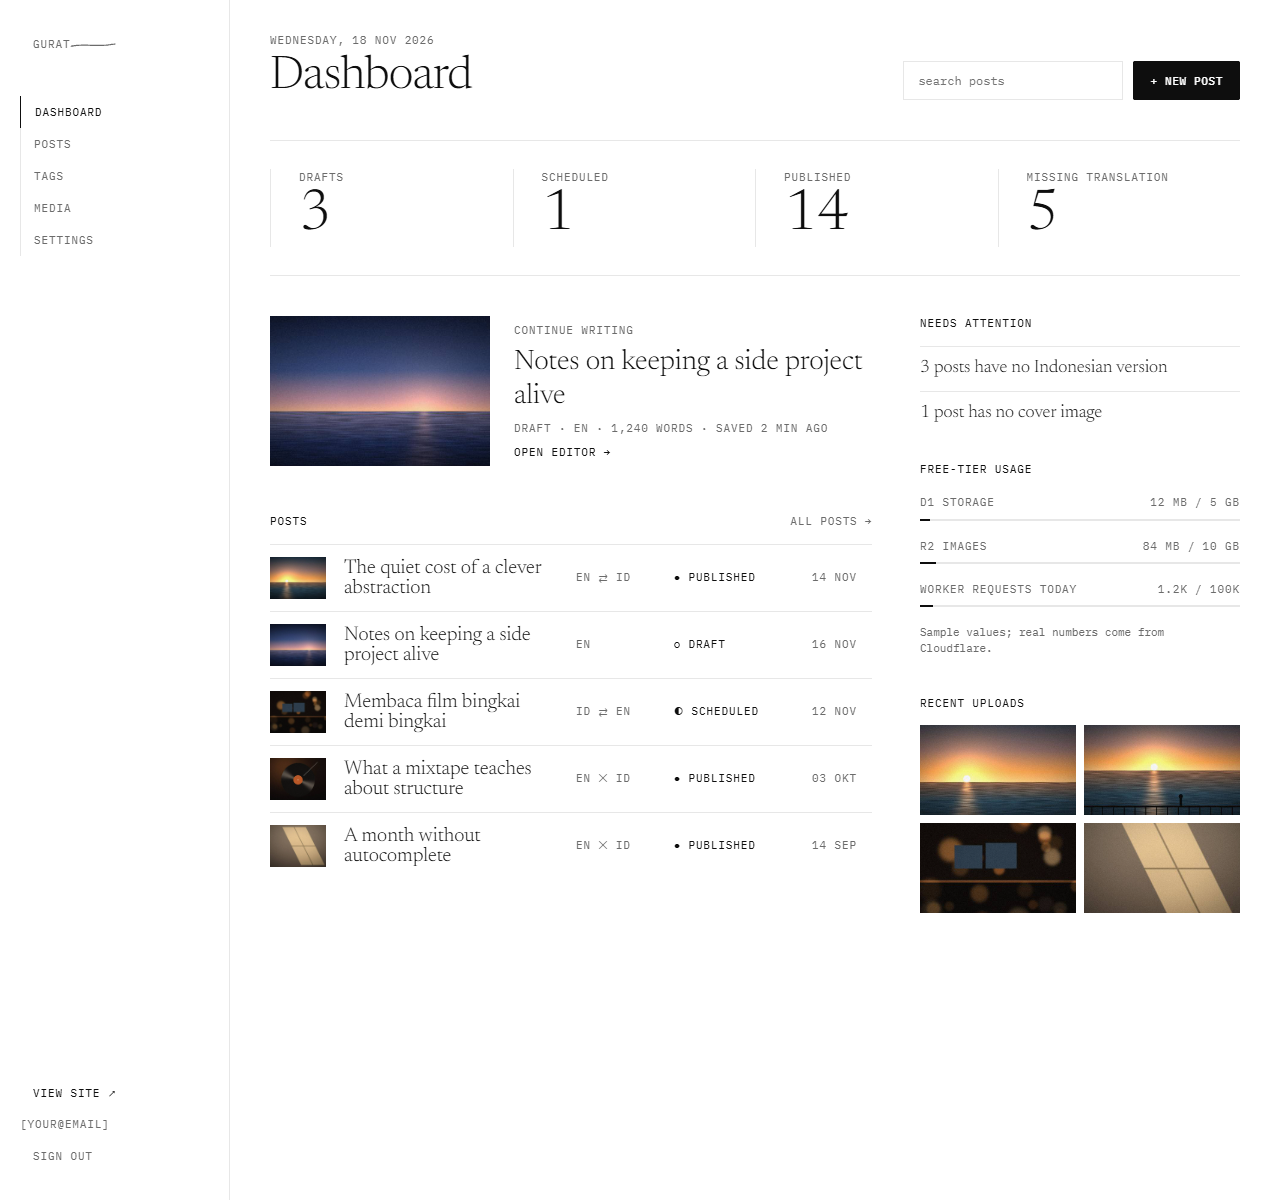 GURAT
DASHBOARD
POSTS
TAGS
MEDIA
SETTINGS
VIEW SITE ↗
[YOUR@EMAIL]
SIGN OUT
WEDNESDAY, 18 NOV 2026
Dashboard
search posts
+ NEW POST
DRAFTS
3
SCHEDULED
1
PUBLISHED
14
MISSING TRANSLATION
5
CONTINUE WRITING
Notes on keeping a side project
alive
DRAFT · EN · 1,240 WORDS · SAVED 2 MIN AGO
OPEN EDITOR →
POSTS
ALL POSTS →
The quiet cost of a clever
abstraction
EN ⇄ ID
● PUBLISHED
14 NOV
Notes on keeping a side
project alive
EN
○ DRAFT
16 NOV
Membaca film bingkai
demi bingkai
ID ⇄ EN
◐ SCHEDULED
12 NOV
What a mixtape teaches
about structure
EN ✕ ID
● PUBLISHED
03 OKT
A month without
autocomplete
EN ✕ ID
● PUBLISHED
14 SEP
NEEDS ATTENTION
3 posts have no Indonesian version
1 post has no cover image
FREE-TIER USAGE
D1 STORAGE
12 MB / 5 GB
R2 IMAGES
84 MB / 10 GB
WORKER REQUESTS TODAY
1.2K / 100K
Sample values; real numbers come from
Cloudflare.
RECENT UPLOADS